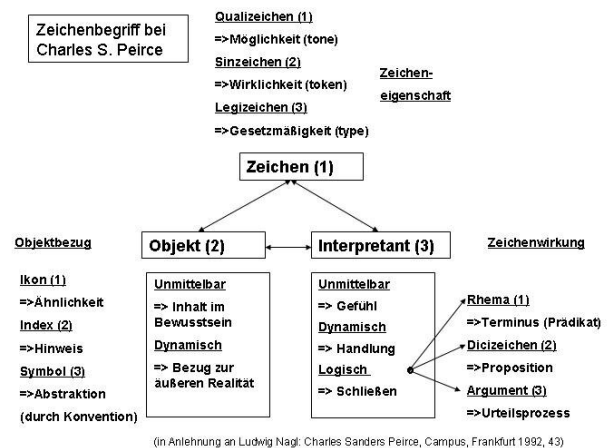 Zeichenbegriff bei
Charles S. Peirce
Qualizeichen (1)
=>Möglichkeit (tone)
Sinzeichen (2)
=>Wirklichkeit (token)
Legizeichen (3)
=>Gesetzmäßigkeit (type)
Zeichen-
eigenschaft
Zeichen (1)
Objektbezug
Objekt (2)
Interpretant (3)
Zeichenwirkung
Ikon (1)
=>Ähnlichkeit
Index (2)
=>Hinweis
Symbol (3)
=>Abstraktion
(durch Konvention)
Unmittelbar
=> Inhalt im
Bewusstsein
Dynamisch
=> Bezug zur
äußeren Realität
Unmittelbar
=> Gefühl
Dynamisch
=> Handlung
Logisch
=> Schließen
Rhema (1)
=>Terminus (Prädikat)
Dicizeichen (2)
=>Proposition
Argument (3)
=>Urteilsprozess
(in Anlehnung an Ludwig Nagl: Charles Sanders Peirce, Campus, Frankfurt 1992, 43)